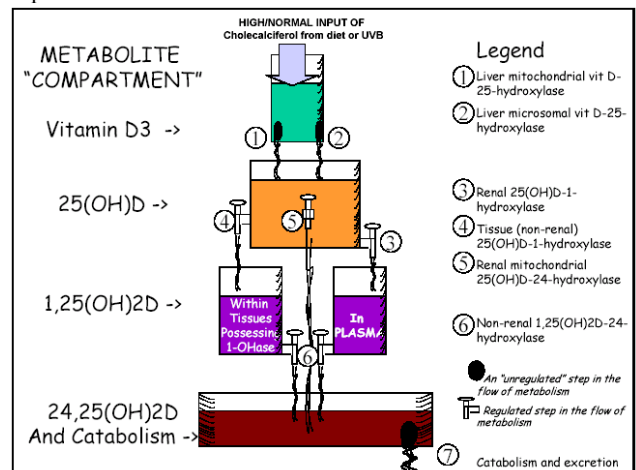 HIGH/NORMAL INPUT OF
Cholecalciferol from diet or UVB
METABOLITE
"COMPARTMENT"
Vitamin D3 ->
25(OH)D ->
1,25(OH)2D ->
24,25(OH)2D
And Catabolism ->
1
2
4
5
3
Within
Tissues
Possessing
1-OHase
In
PLASMA
6
7
Legend
1 Liver mitochondrial vit D-
25-hydroxylase
2 Liver microsomal vit D-25-
hydroxylase
3 Renal 25(OH)D-1-
hydroxylase
4 Tissue (non-renal)
25(OH)D-1-hydroxylase
5 Renal mitochondrial
25(OH)D-24-hydroxylase
6 Non-renal 1,25(OH)2D-24-
hydroxylase
An "unregulated" step in the
flow of metabolism
Regulated step in the flow of
metabolism
Catabolism and excretion